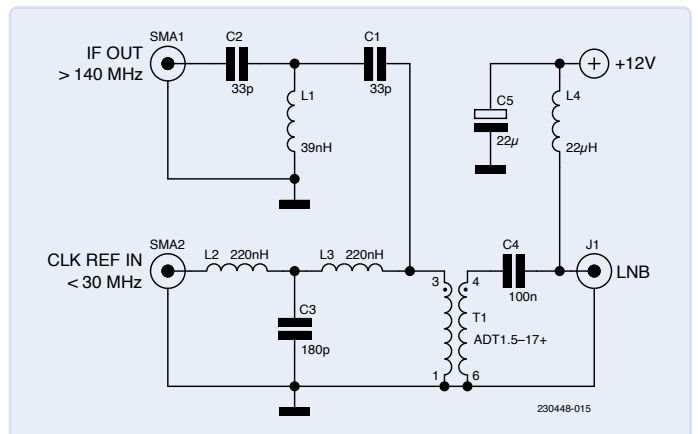 SMA1
IF OUT
> 140 MHz
C2
33p
C1
33p
L1
39nH
C5
22µ
L4
22µH
+12V
SMA2
CLK REF IN
< 30 MHz
L2 220nH
L3 220nH
C3
180p
3 4
T1
ADT1.5–17+
1 6
C4
100n
J1
LNB
230448-015